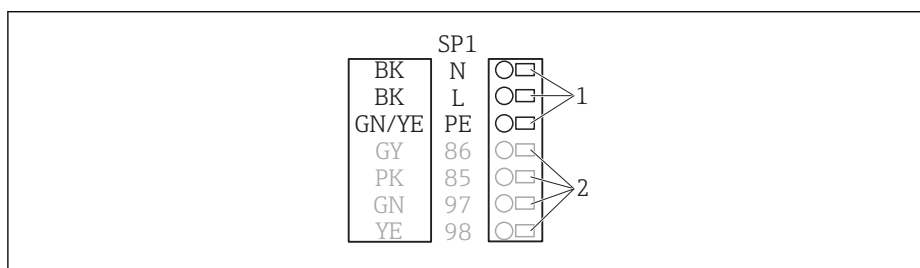 SP1
BK N
BK L 1
GN/YE PE
GY 86
PK 85 2
GN 97
YE 98